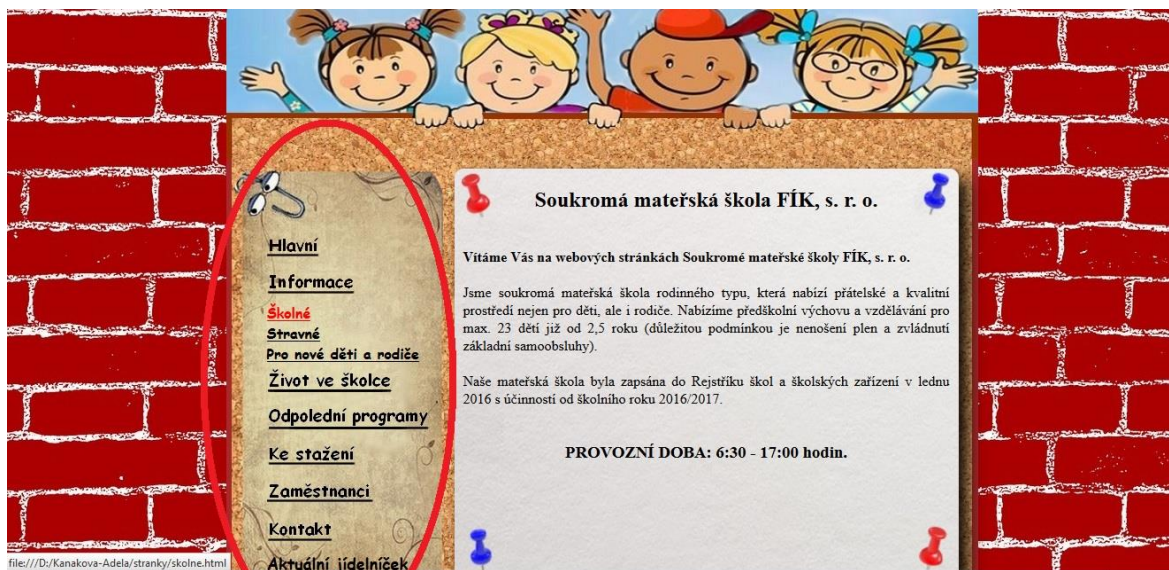 Hlavní
Informace
Školné
Stravné
Pro nové děti a rodiče
Život ve školce
Odpolední programy
Ke stažení
Zaměstnanci
Kontakt
Aktuální jídelníček
Soukromá mateřská škola FÍK, s. r. o.
Vítáme Vás na webových stránkách Soukromé mateřské školy FÍK, s. r. o.
Jsme soukromá mateřská škola rodinného typu, která nabízí přátelské a kvalitní
prostředí nejen pro děti, ale i rodiče. Nabízíme předškolní výchovu a vzdělávání pro
max. 23 dětí již od 2,5 roku (důležitou podmínkou je nenošení plen a zvládnutí
základní samoobsluhy).
Naše mateřská škola byla zapsána do Rejstříku škol a školských zařízení v lednu
2016 s účinností od školního roku 2016/2017.
PROVOZNÍ DOBA: 6:30 - 17:00 hodin.
file:///D:/Kanakova-Adela/stranky/skolne.html